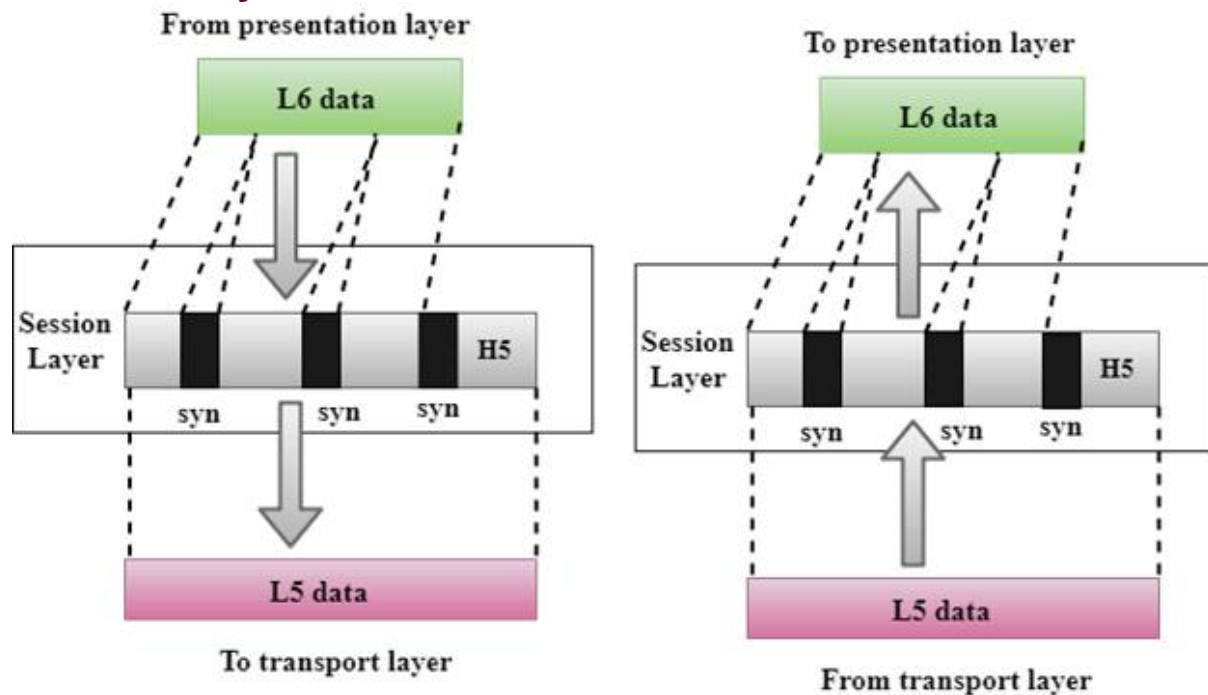 From presentation layer
L6 data
Session
Layer
H5
syn
syn
syn
L5 data
To transport layer
To presentation layer
L6 data
Session
Layer
H5
syn
syn
syn
L5 data
From transport layer